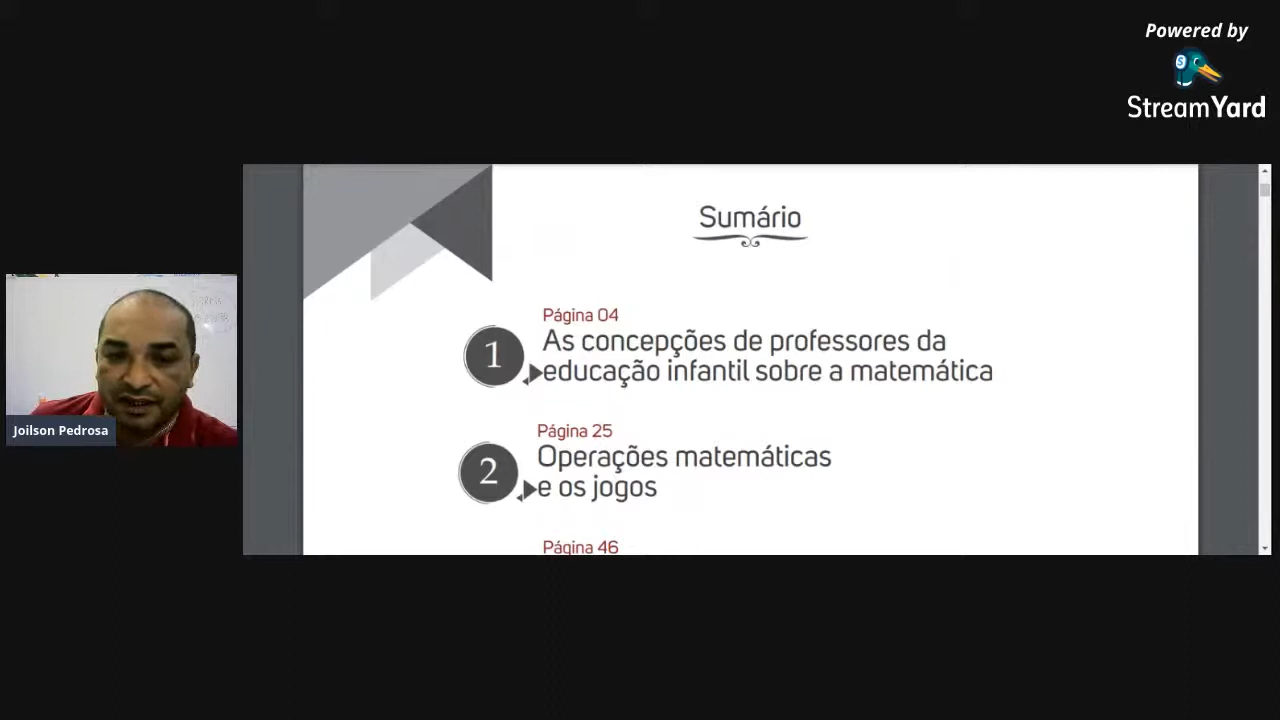 Powered by
StreamYard
Sumário
Página 04
1
As concepções de professores da
educação infantil sobre a matemática
Página 25
2
Operações matemáticas
e os jogos
Página 46
Joilson Pedrosa